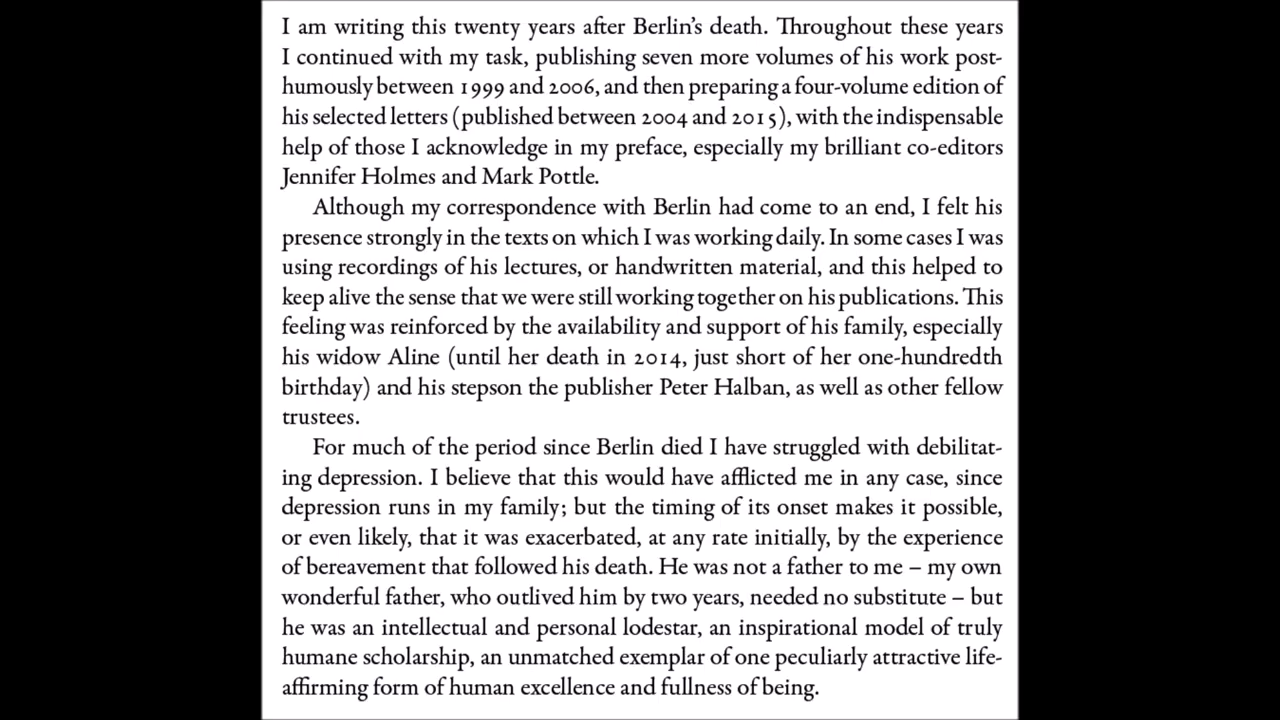 I am writing this twenty years after Berlin’s death. Throughout these years
I continued with my task, publishing seven more volumes of his work post-
humously between 1999 and 2006, and then preparing a four-volume edition of
his selected letters (published between 2004 and 2015), with the indispensable
help of those I acknowledge in my preface, especially my brilliant co-editors
Jennifer Holmes and Mark Pottle.
Although my correspondence with Berlin had come to an end, I felt his
presence strongly in the texts on which I was working daily. In some cases I was
using recordings of his lectures, or handwritten material, and this helped to
keep alive the sense that we were still working together on his publications. This
feeling was reinforced by the availability and support of his family, especially
his widow Aline (until her death in 2014, just short of her one-hundredth
birthday) and his stepson the publisher Peter Halban, as well as other fellow
trustees.
For much of the period since Berlin died I have struggled with debilitat-
ing depression. I believe that this would have afflicted me in any case, since
depression runs in my family; but the timing of its onset makes it possible,
or even likely, that it was exacerbated, at any rate initially, by the experience
of bereavement that followed his death. He was not a father to me – my own
wonderful father, who outlived him by two years, needed no substitute – but
he was an intellectual and personal lodestar, an inspirational model of truly
humane scholarship, an unmatched exemplar of one peculiarly attractive life-
affirming form of human excellence and fullness of being.